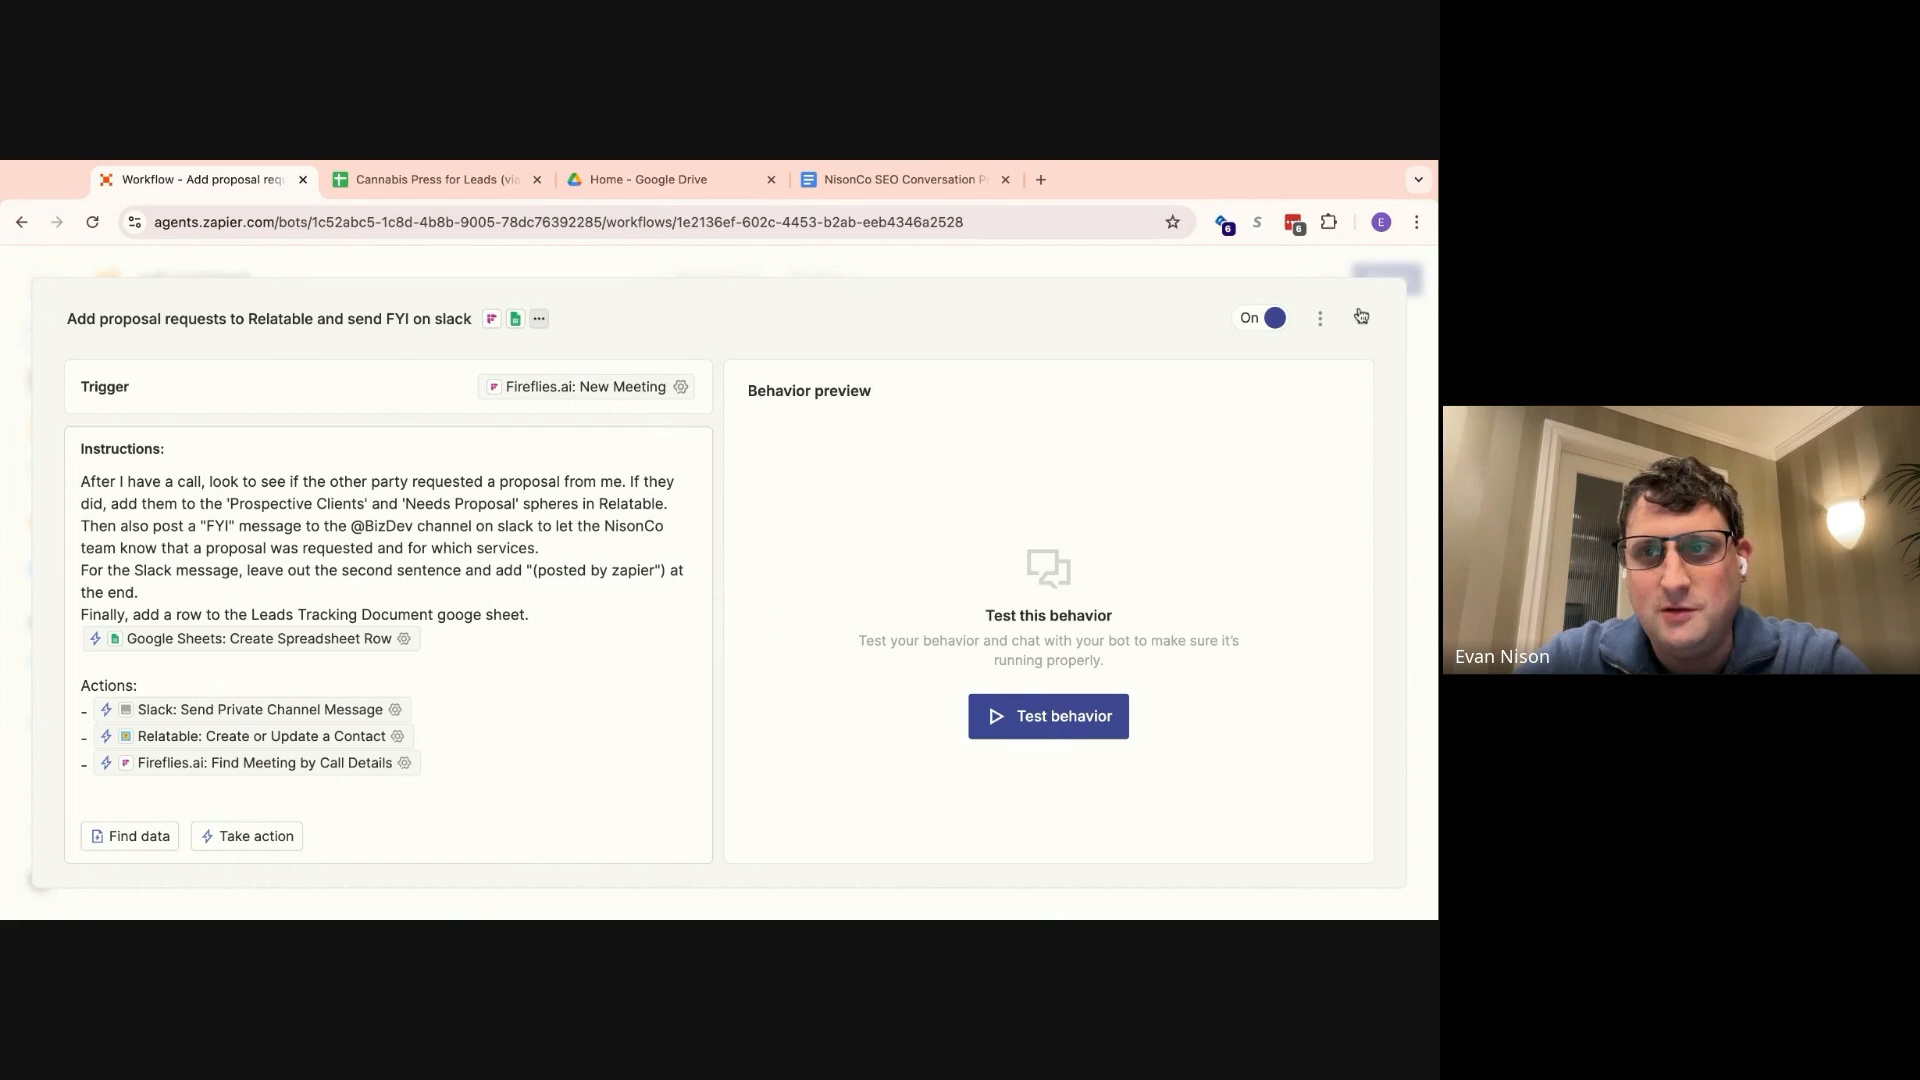 Workflow - Add proposal req
Cannabis Press for Leads (via
Home - Google Drive
NisonCo SEO Conversation P
agents.zapier.com/bots/1c52abc5-1c8d-4b8b-9005-78dc76392285/workflows/1e2136ef-602c-4453-b2ab-eeb4346a2528
6
S
6
E
Add proposal requests to Relatable and send FYI on slack
On
Trigger
Fireflies.ai: New Meeting
Behavior preview
Instructions:
After I have a call, look to see if the other party requested a proposal from me. If they
did, add them to the 'Prospective Clients' and 'Needs Proposal' spheres in Relatable.
Then also post a "FYI" message to the @BizDev channel on slack to let the NisonCo
team know that a proposal was requested and for which services.
For the Slack message, leave out the second sentence and add "(posted by zapier") at
the end.
Finally, add a row to the Leads Tracking Document googe sheet.
Google Sheets: Create Spreadsheet Row
Actions:
- Slack: Send Private Channel Message
- Relatable: Create or Update a Contact
- Fireflies.ai: Find Meeting by Call Details
Find data
Take action
Test this behavior
Test your behavior and chat with your bot to make sure it's
running properly.
Test behavior
Evan Nison